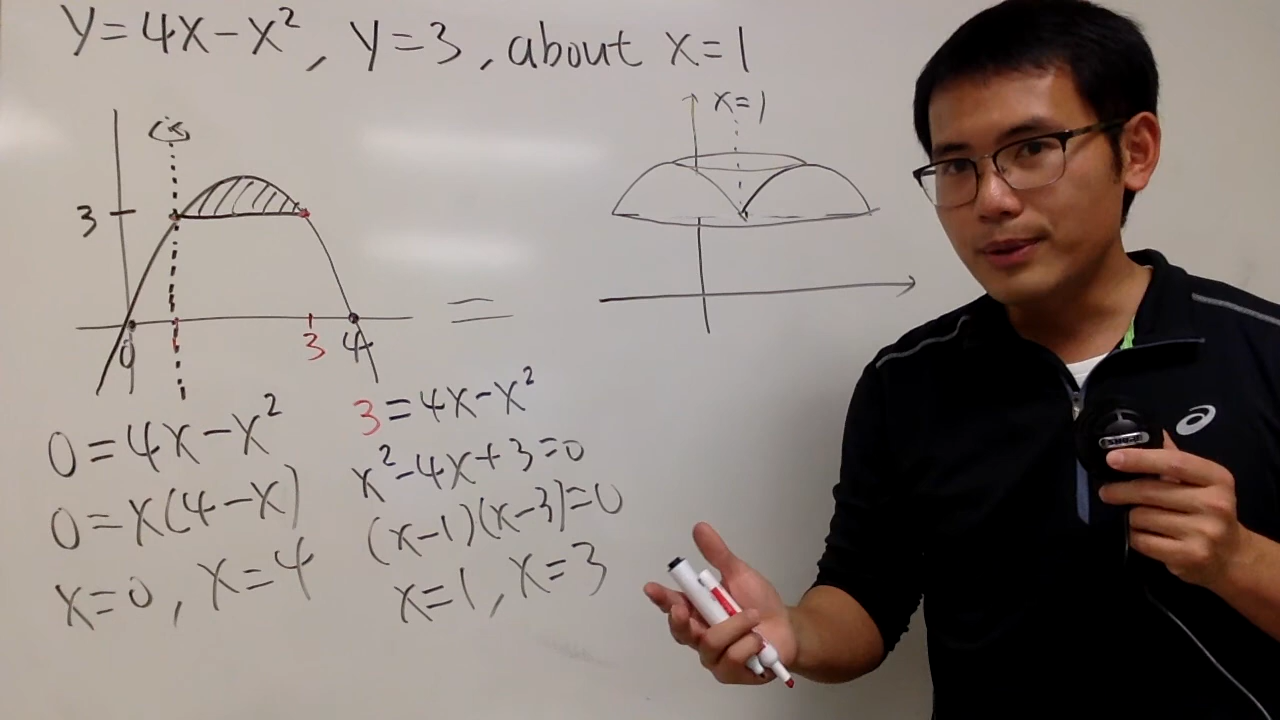 y=4x-x², y=3, about x=1
x=1
3
0
3
4
=
0=4x-x²
0=x(4-x)
x=0, x=4
3=4x-x²
x²-4x+3=0
(x-1)(x-3)=0
x=1, x=3